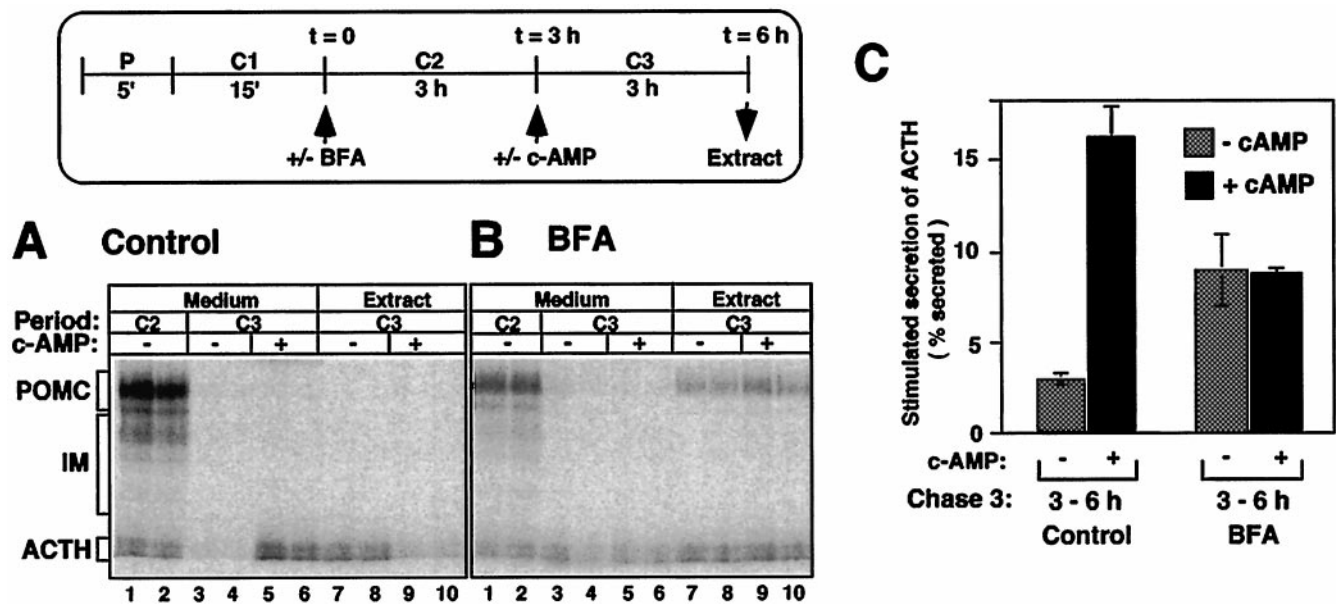 t = 0 t = 3 h t = 6 h
P C1 C2 C3
5' 15' 3 h 3 h
+/- BFA +/- c-AMP Extract
A Control
Medium Extract
Period: C2 C3 C3
c-AMP: - - + - +
POMC
IM
ACTH
1 2 3 4 5 6 7 8 9 10
B BFA
Medium Extract
C2 C3 C3
- - + - +
1 2 3 4 5 6 7 8 9 10
C
Stimulated secretion of ACTH
( % secreted )
15
10
5
0
- cAMP
+ cAMP
c-AMP: - + - +
Chase 3: 3 - 6 h 3 - 6 h
Control BFA